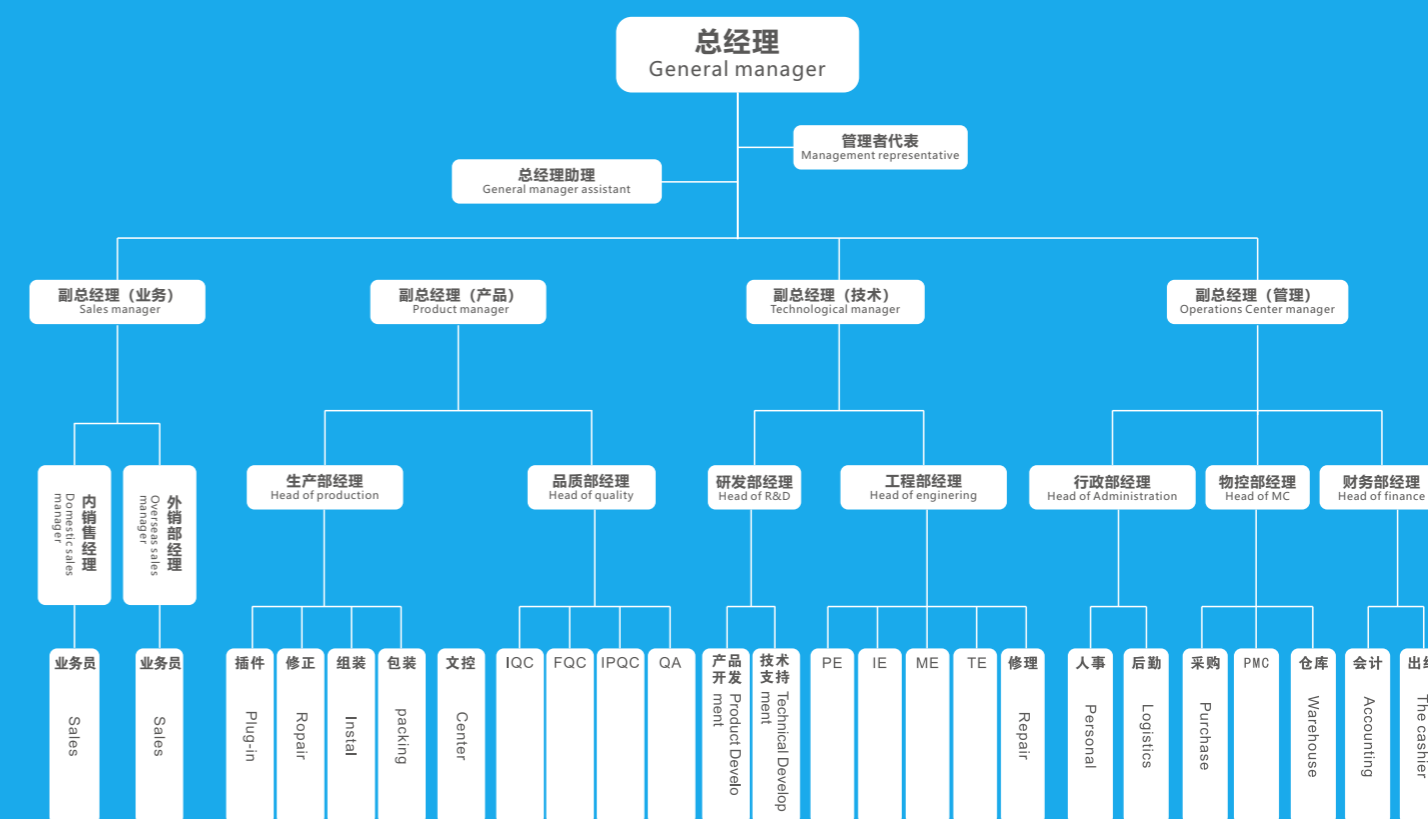 总经理
General manager
管理者代表
Management representative
总经理助理
General manager assistant
副总经理（业务）
Sales manager
副总经理（产品）
Product manager
副总经理（技术）
Technological manager
副总经理（管理）
Operations Center manager
内销售经理
Domestic sales
manager
外销部经理
Overseas sales
manager
生产部经理
Head of production
品质部经理
Head of quality
研发部经理
Head of R&D
工程部经理
Head of enginering
行政部经理
Head of Administration
物控部经理
Head of MC
财务部经理
Head of finance
业务员
Sales
业务员
Sales
插件
Plug-in
修正
Ropair
组装
Instal
包装
packing
文控
Center
IQC
FQC
IPQC
QA
产品
开发
Product Develo
ment
技术
支持
Technical Develop
ment
PE
IE
ME
TE
修理
Repair
人事
Personal
后勤
Logistics
采购
Purchase
PMC
仓库
Warehouse
会计
Accounting
出
The cashier